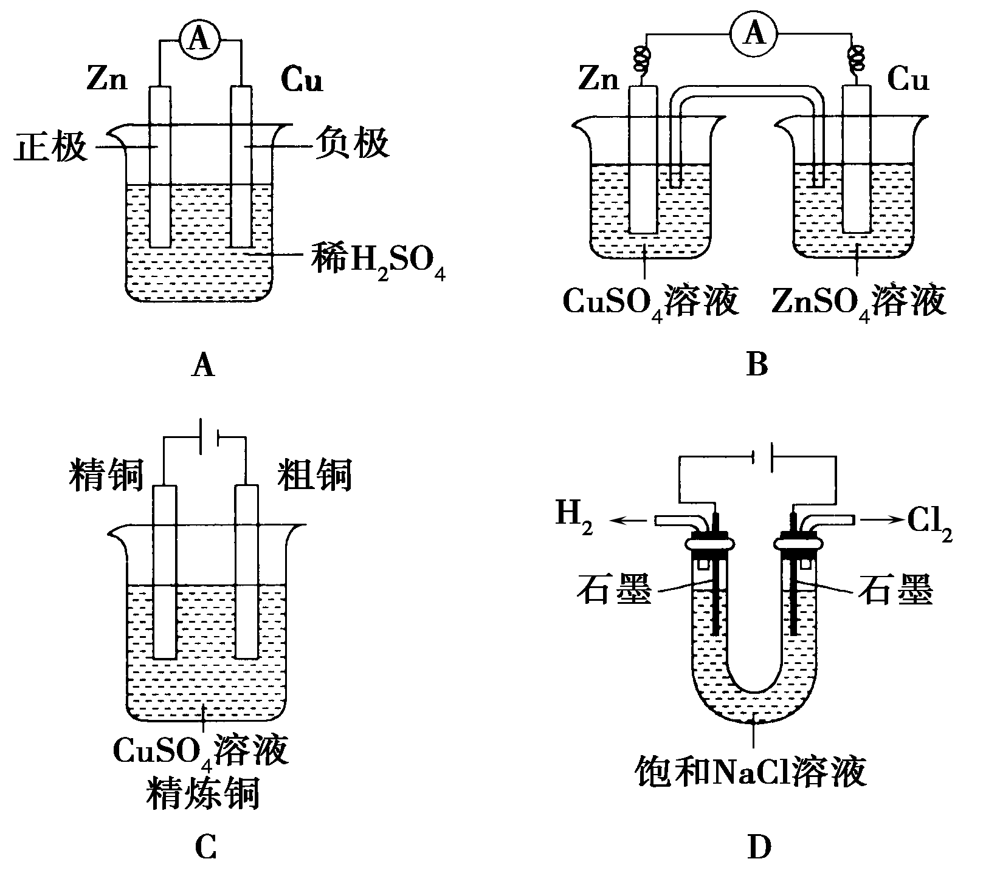 A
Zn
Cu
正极
负极
稀H₂SO₄
A
A
Zn
Cu
CuSO₄溶液
ZnSO₄溶液
B
精铜
粗铜
CuSO₄溶液
精炼铜
C
H₂
Cl₂
石墨
石墨
饱和NaCl溶液
D